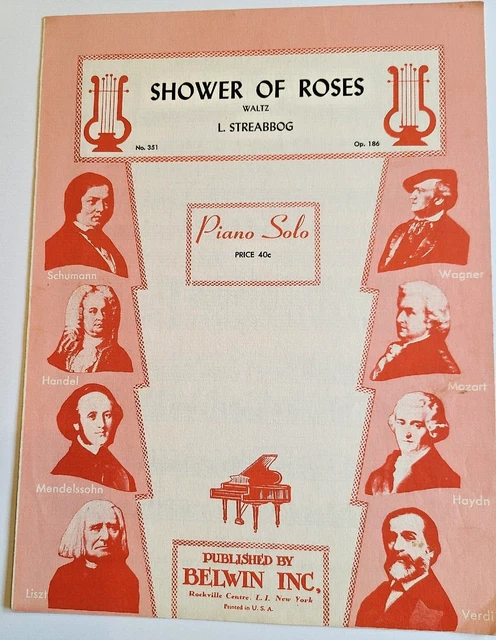 SHOWER OF ROSES
WALTZ
L. STREABBOG
No. 351
Op. 186
Piano Solo
PRICE 40c
Schumann
Wagner
Handel
Mozart
Mendelssohn
Haydn
Liszt
Verdi
PUBLISHED BY
BELWIN INC,
Rockville Centre, L. I. New York
Printed in U. S. A.